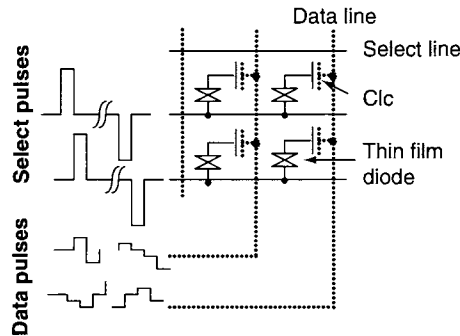 Data line
Select line
Clc
Thin film
diode
Select pulses
Data pulses